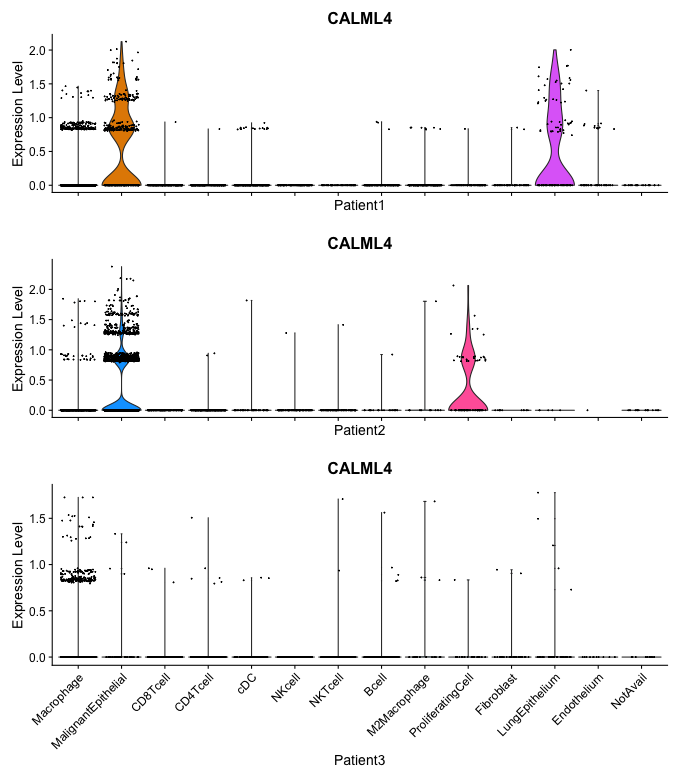 CALML4
Expression Level
2.0
1.5
1.0
0.5
0.0
Patient1
CALML4
Expression Level
2.0
1.5
1.0
0.5
0.0
Patient2
CALML4
Expression Level
1.5
1.0
0.5
0.0
Macrophage
MalignantEpithelial
CD8Tcell
CD4Tcell
cDC
NKcell
NKTcell
Bcell
M2Macrophage
ProliferatingCell
Fibroblast
LungEpithelium
Endothelium
NotAvail
Patient3